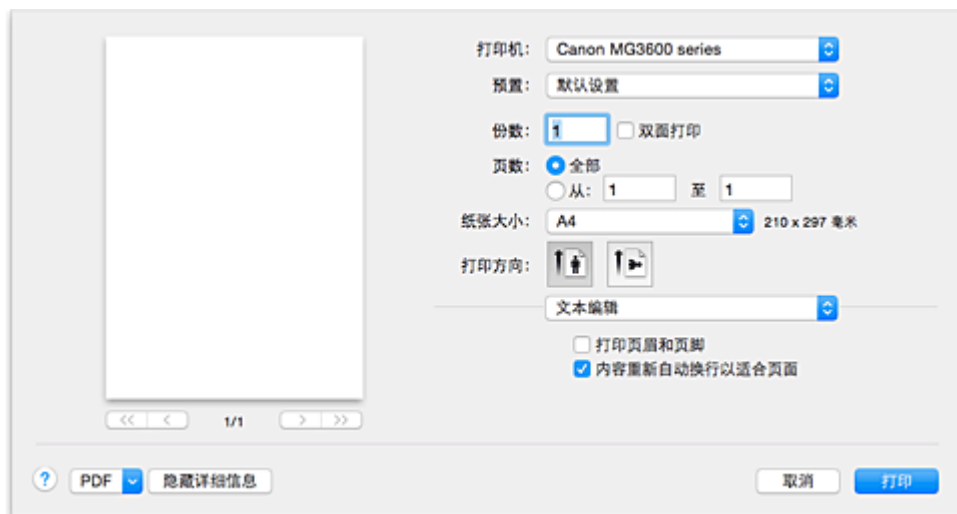 打印机: Canon MG3600 series
预置: 默认设置
份数: 1 双面打印
页数: 全部
从: 1 至 1
纸张大小: A4 210 x 297 毫米
打印方向:
文本编辑
打印页眉和页脚
内容重新自动换行以适合页面
<< < 1/1 > >>
? PDF 隐藏详细信息 取消 打印